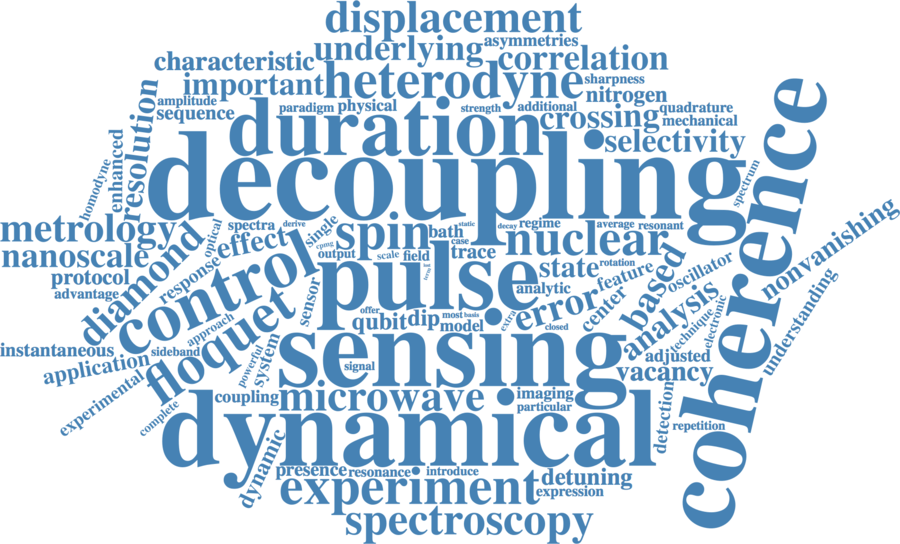 displacement
underlying
asymmetries
characteristic
correlation
important
heterodyne
sharpness
nitrogen
amplitude
sequence
paradigm
physical
strength
additional
crossing
quadrature
mechanical
resolution
duration
selectivity
homodyne
enhanced
decoupling
coherence
spectrum
metrology
optical
spectra
derive
single
spin
bath
static
decay
regime
average
resonant
nonvanishing
nanoscale
diamond
effect
cpmg
output
case
trace
nuclear
protocol
response
control
scale
field
state
rotation
oscillator
advantage
pulse
term
analytic
feature
based
sensor
offer
error
center
understanding
instantaneous
sideband
approach
floquet
qubit
dip
most
basis
model
extra
closed
analysis
technique
electronic
application
powerful
system
sensing
signal
adjusted
vacancy
experimental
complete
coupling
microwave
imaging
particular
detection
repetition
dynamical
dynamic
presence
resonance
introduce
experiment
detuning
expression
spectroscopy